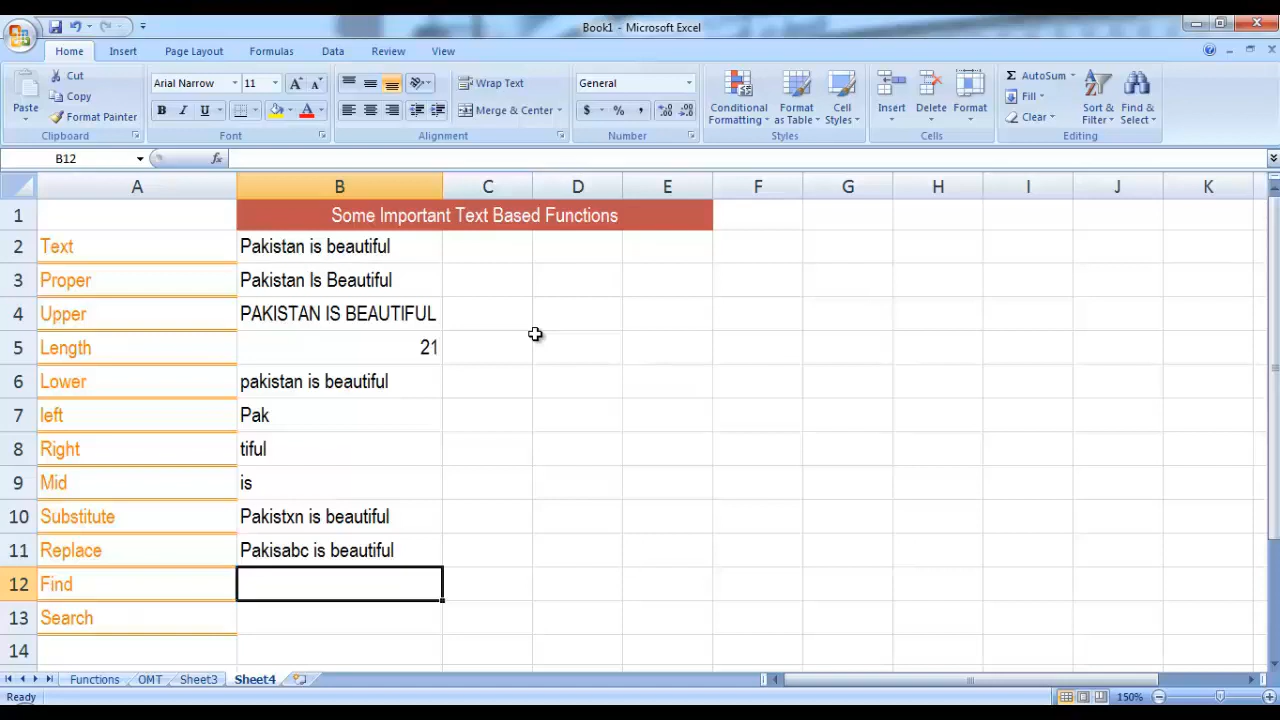 Book1 - Microsoft Excel
Home Insert Page Layout Formulas Data Review View
Paste
Cut
Copy
Format Painter
Clipboard
Arial Narrow 11
B I U
Font
Wrap Text
Merge & Center
Alignment
General
$ % ,
Number
Conditional Formatting
Format as Table
Cell Styles
Styles
Insert Delete Format
Cells
AutoSum
Fill
Clear
Sort & Filter
Find & Select
Editing
B12 fx
A B C D E F G H I J K
1 Some Important Text Based Functions
2 Text Pakistan is beautiful
3 Proper Pakistan Is Beautiful
4 Upper PAKISTAN IS BEAUTIFUL
5 Length 21
6 Lower pakistan is beautiful
7 left Pak
8 Right tiful
9 Mid is
10 Substitute Pakistxn is beautiful
11 Replace Pakisabc is beautiful
12 Find
13 Search
14
Functions OMT Sheet3 Sheet4
Ready 150%